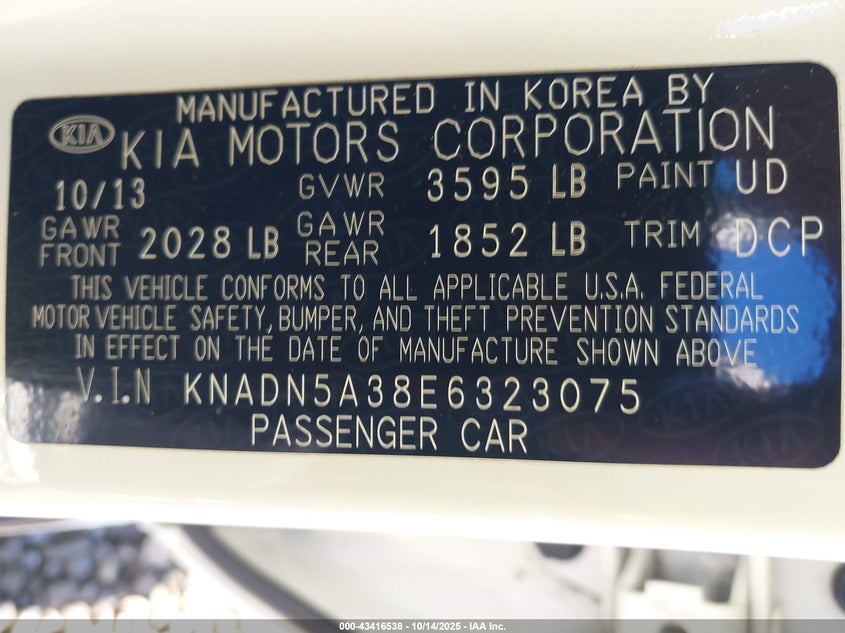 MANUFACTURED IN KOREA BY
KIA KIA MOTORS CORPORATION
10/13 GVWR 3595 LB PAINT UD
GAWR FRONT 2028 LB GAWR REAR 1852 LB TRIM DCP
THIS VEHICLE CONFORMS TO ALL APPLICABLE U.S.A. FEDERAL
MOTOR VEHICLE SAFETY, BUMPER, AND THEFT PREVENTION STANDARDS
IN EFFECT ON THE DATE OF MANUFACTURE SHOWN ABOVE
V.I.N KNADN5A38E6323075
PASSENGER CAR
000-43416538 - 10/14/2025 - IAA Inc.